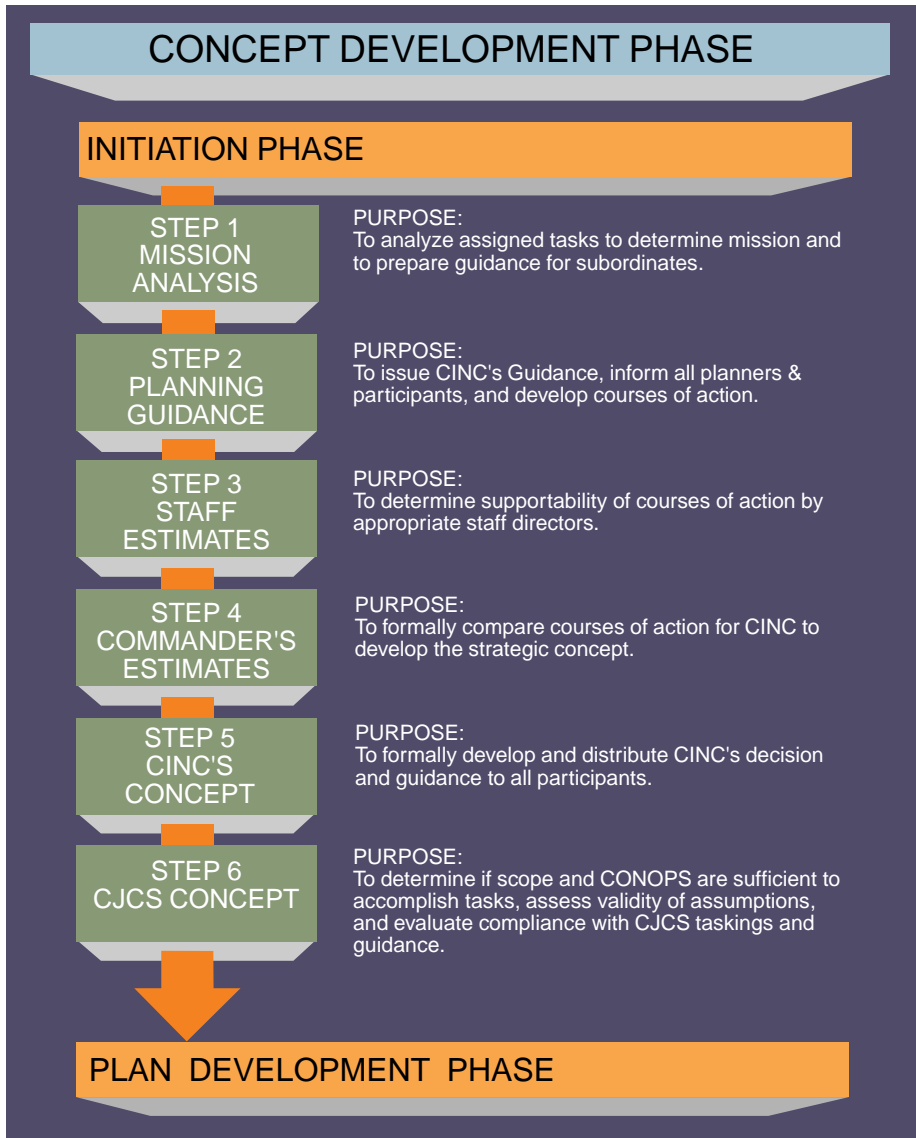 CONCEPT DEVELOPMENT PHASE
INITIATION PHASE
STEP 1
MISSION
ANALYSIS
PURPOSE:
To analyze assigned tasks to determine mission and
to prepare guidance for subordinates.
STEP 2
PLANNING
GUIDANCE
PURPOSE:
To issue CINC's Guidance, inform all planners &
participants, and develop courses of action.
STEP 3
STAFF
ESTIMATES
PURPOSE:
To determine supportability of courses of action by
appropriate staff directors.
STEP 4
COMMANDER'S
ESTIMATES
PURPOSE:
To formally compare courses of action for CINC to
develop the strategic concept.
STEP 5
CINC'S
CONCEPT
PURPOSE:
To formally develop and distribute CINC's decision
and guidance to all participants.
STEP 6
CJCS CONCEPT
PURPOSE:
To determine if scope and CONOPS are sufficient to
accomplish tasks, assess validity of assumptions,
and evaluate compliance with CJCS taskings and
guidance.
PLAN DEVELOPMENT PHASE